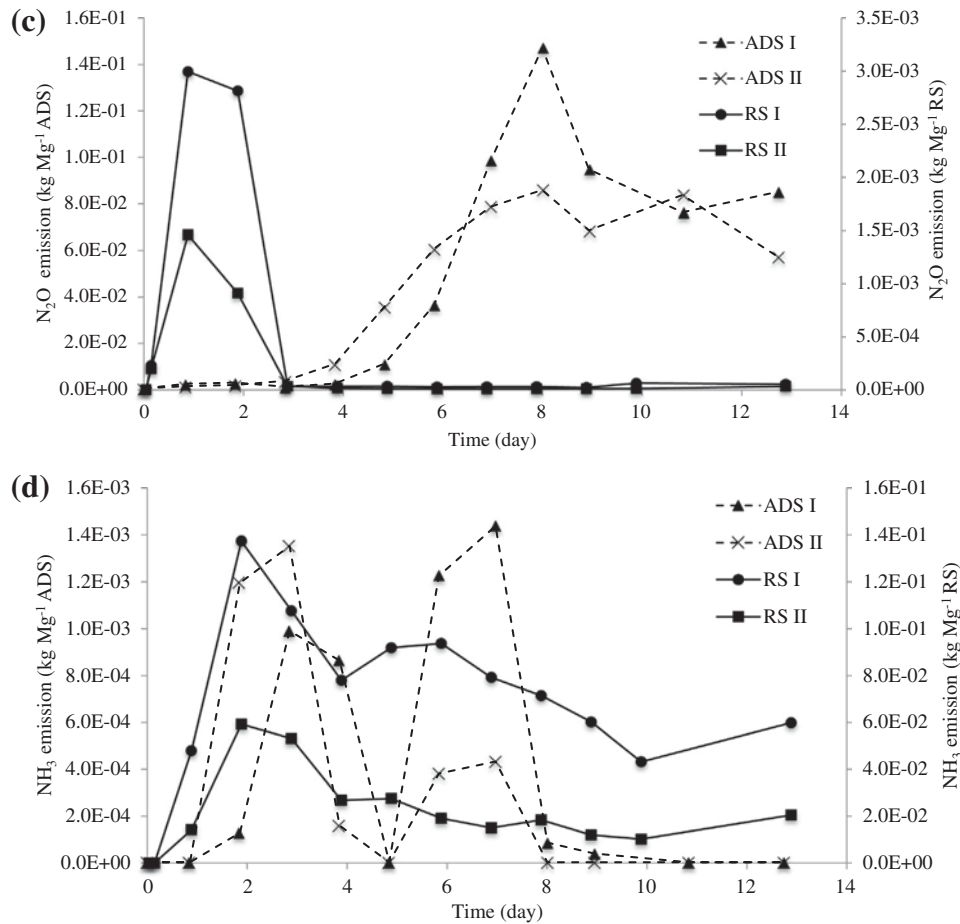 (c)
N₂O emission (kg Mg⁻¹ ADS)
1.6E-01
1.4E-01
1.2E-01
1.0E-01
8.0E-02
6.0E-02
4.0E-02
2.0E-02
0.0E+00
ADS I
ADS II
RS I
RS II
3.5E-03
3.0E-03
2.5E-03
2.0E-03
1.5E-03
1.0E-03
5.0E-04
0.0E+00
N₂O emission (kg Mg⁻¹ RS)
0 2 4 6 8 10 12 14
Time (day)
(d)
NH₃ emission (kg Mg⁻¹ ADS)
1.6E-03
1.4E-03
1.2E-03
1.0E-03
8.0E-04
6.0E-04
4.0E-04
2.0E-04
0.0E+00
ADS I
ADS II
RS I
RS II
1.6E-01
1.4E-01
1.2E-01
1.0E-01
8.0E-02
6.0E-02
4.0E-02
2.0E-02
0.0E+00
NH₃ emission (kg Mg⁻¹ RS)
0 2 4 6 8 10 12 14
Time (day)